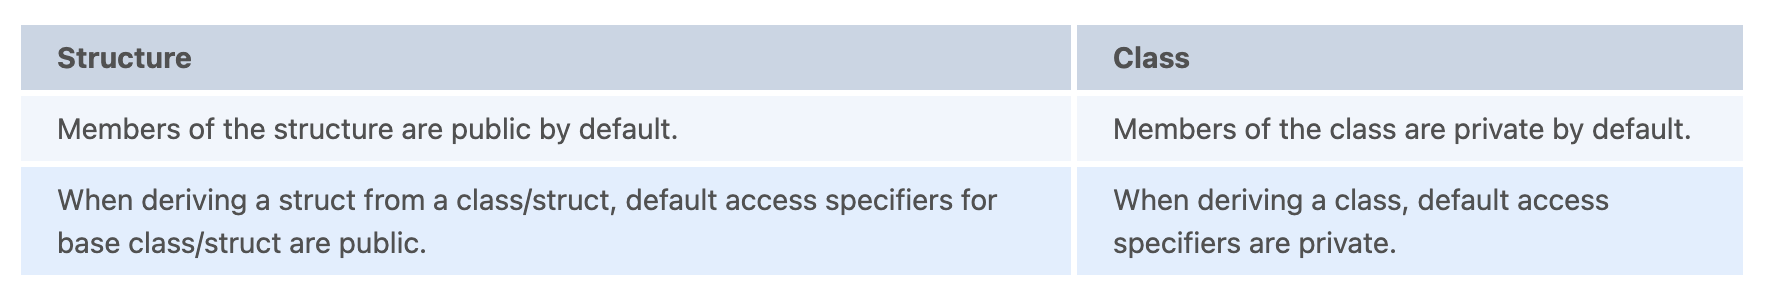 Structure
Class
Members of the structure are public by default.
Members of the class are private by default.
When deriving a struct from a class/struct, default access specifiers for
base class/struct are public.
When deriving a class, default access
specifiers are private.